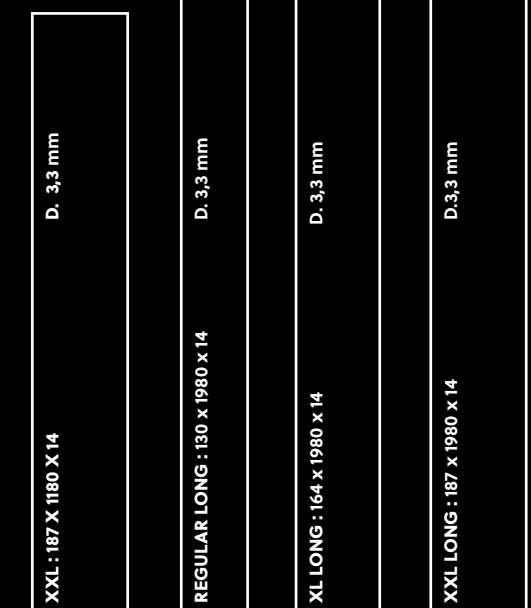 XXL : 187 X 1180 X 14
D. 3,3 mm
REGULAR LONG : 130 x 1980 x 14
D. 3,3 mm
XL LONG : 164 x 1980 x 14
D. 3,3 mm
XXL LONG : 187 x 1980 x 14
D.3,3 mm